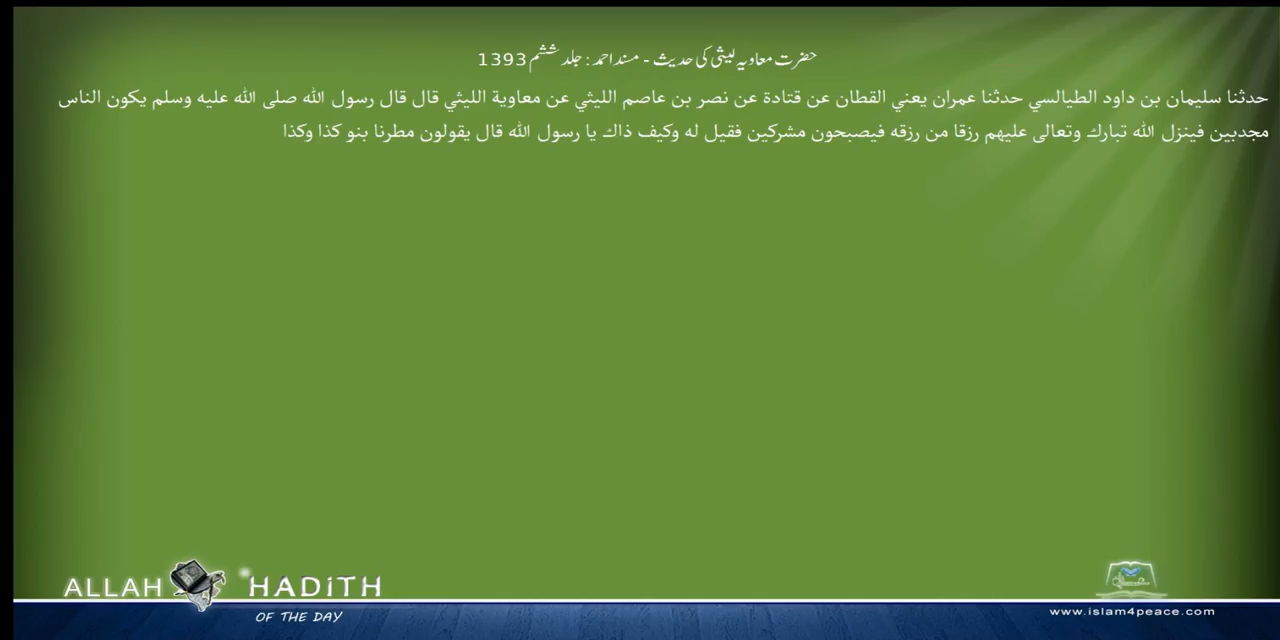 حضرت معاویہ لیثی کی حدیث - مسند احمد: جلد ششم 1393
حدثنا سليمان بن داود الطيالسي حدثنا عمران يعني القطان عن قتادة عن نصر بن عاصم الليثي عن معاوية الليثي قال قال رسول الله صلى الله عليه وسلم يكون الناس
مجدبين فينزل الله تبارك وتعالى عليهم رزقا من رزقه فيصبحون مشركين فقيل له وكيف ذاك يا رسول الله قال يقولون مطرنا بنو كذا وكذا
ALLAH HADITH
OF THE DAY
www.islam4peace.com